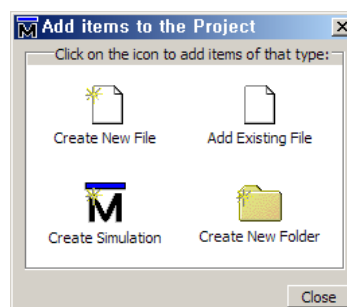 Add items to the Project
Click on the icon to add items of that type:
Create New File
Add Existing File
Create Simulation
Create New Folder
Close